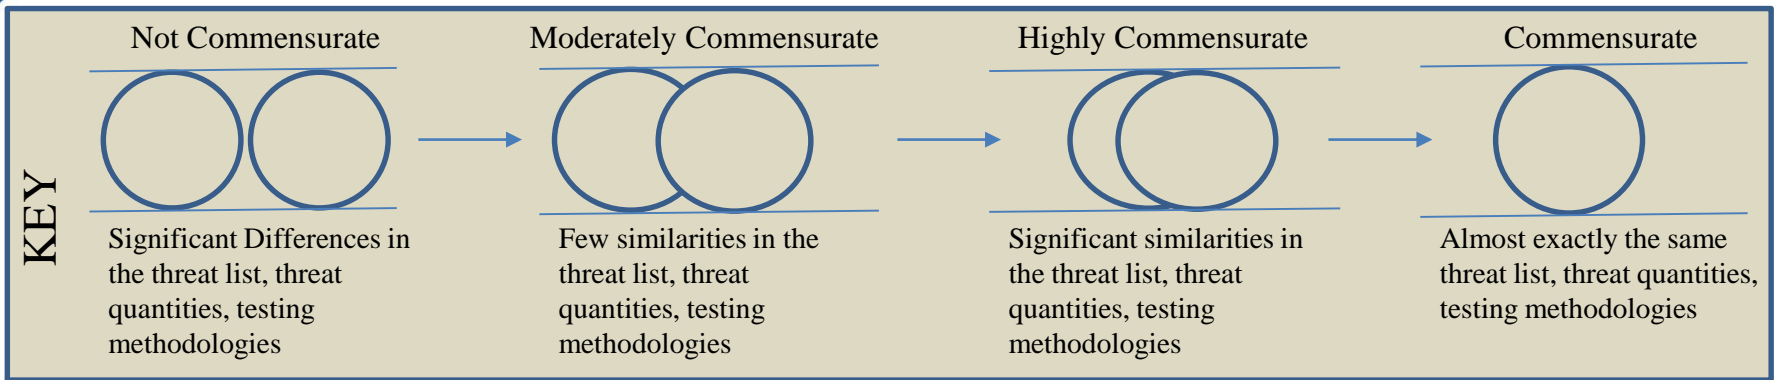 KEY
Not Commensurate
Significant Differences in
the threat list, threat
quantities, testing
methodologies
Moderately Commensurate
Few similarities in the
threat list, threat
quantities, testing
methodologies
Highly Commensurate
Significant similarities in
the threat list, threat
quantities, testing
methodologies
Commensurate
Almost exactly the same
threat list, threat quantities,
testing methodologies